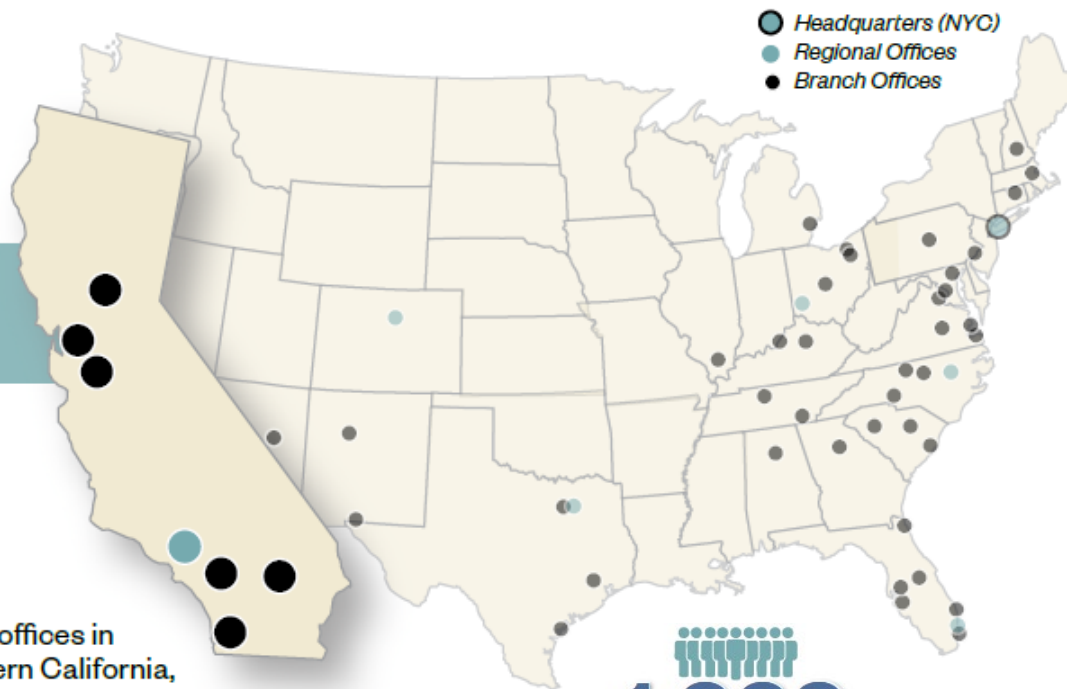 Headquarters (NYC)
Regional Offices
Branch Offices
offices in
ern California,